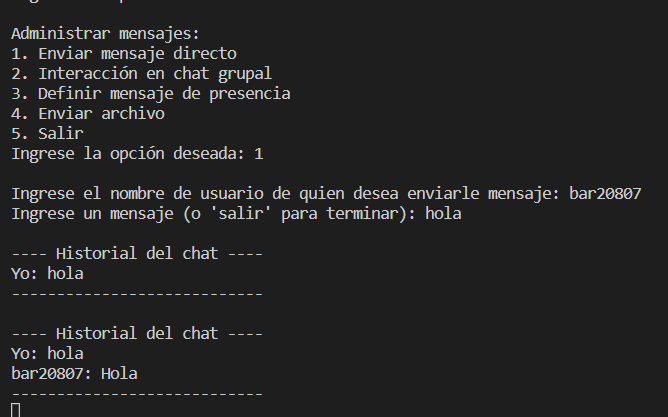 Administrar mensajes:
1. Enviar mensaje directo
2. Interacción en chat grupal
3. Definir mensaje de presencia
4. Enviar archivo
5. Salir
Ingrese la opción deseada: 1
Ingrese el nombre de usuario de quien desea enviarle mensaje: bar20807
Ingrese un mensaje (o 'salir' para terminar): hola
---- Historial del chat ----
Yo: hola
----------------------------
---- Historial del chat ----
Yo: hola
bar20807: Hola
----------------------------